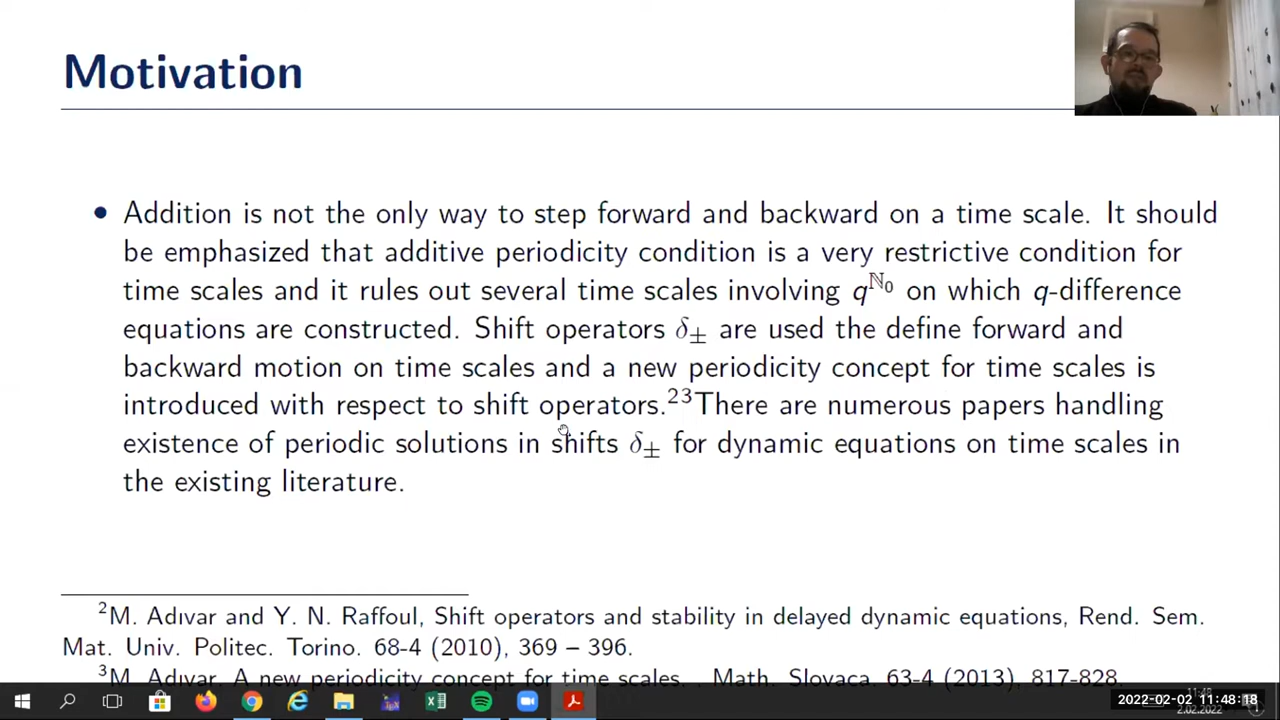 Motivation
• Addition is not the only way to step forward and backward on a time scale. It should
be emphasized that additive periodicity condition is a very restrictive condition for
time scales and it rules out several time scales involving q^ℕ₀ on which q-difference
equations are constructed. Shift operators δ± are used the define forward and
backward motion on time scales and a new periodicity concept for time scales is
introduced with respect to shift operators.²³There are numerous papers handling
existence of periodic solutions in shifts δ± for dynamic equations on time scales in
the existing literature.
²M. Adıvar and Y. N. Raffoul, Shift operators and stability in delayed dynamic equations, Rend. Sem.
Mat. Univ. Politec. Torino. 68-4 (2010), 369 – 396.
³M. Adıvar. A new periodicity concept for time scales. . Math. Slovaca. 63-4 (2013), 817-828.
2022-02-02 11:48:18
2.02.2022